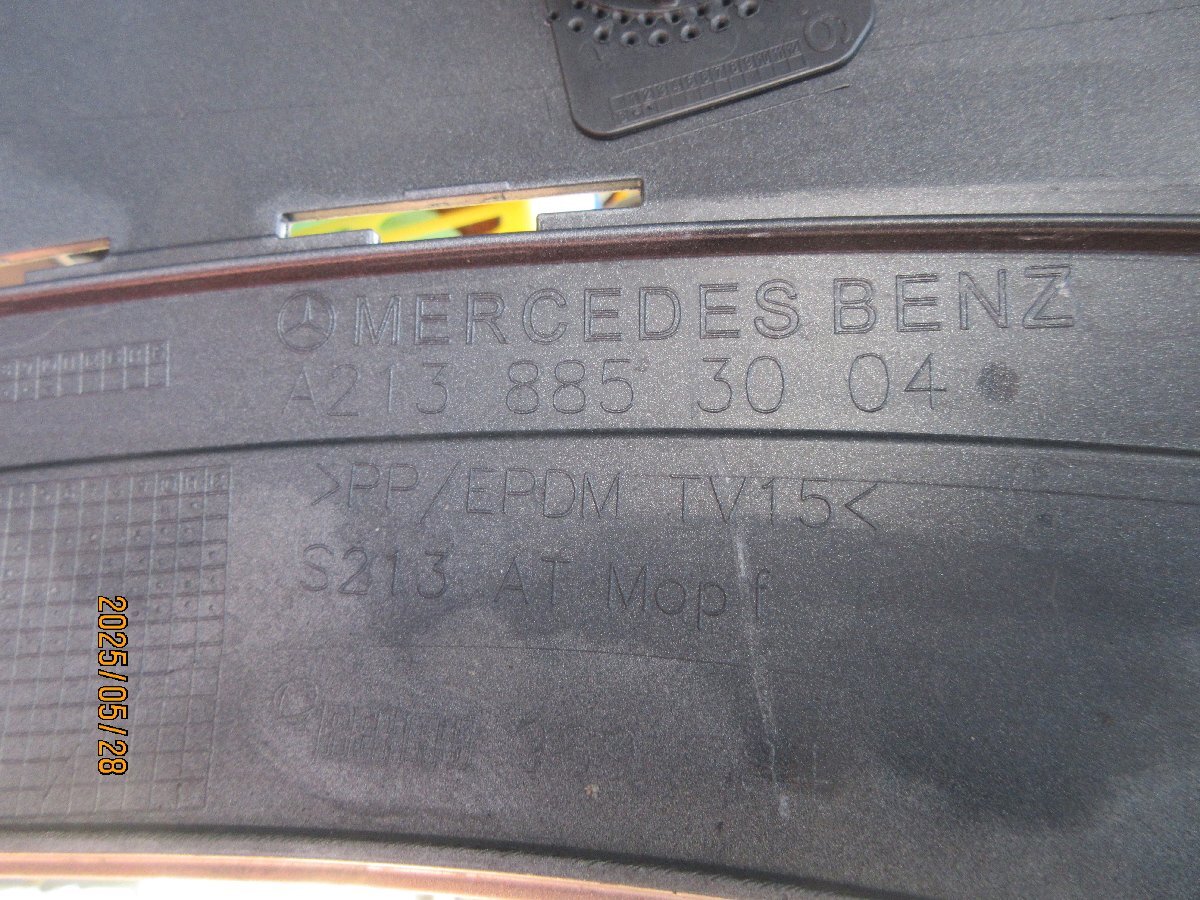 MERCEDES BENZ
A213 885 30 04
>PP/EPDM TV15<
S213 AT Mopf
2025/05/28